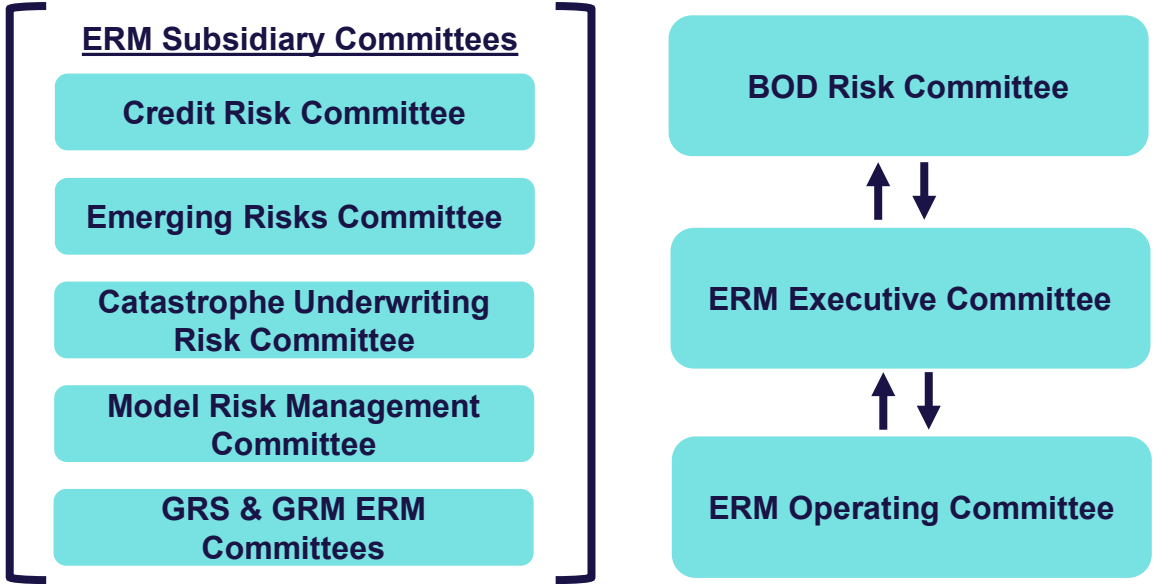 ERM Subsidiary Committees
Credit Risk Committee
Emerging Risks Committee
Catastrophe Underwriting
Risk Committee
Model Risk Management
Committee
GRS & GRM ERM
Committees
BOD Risk Committee
ERM Executive Committee
ERM Operating Committee